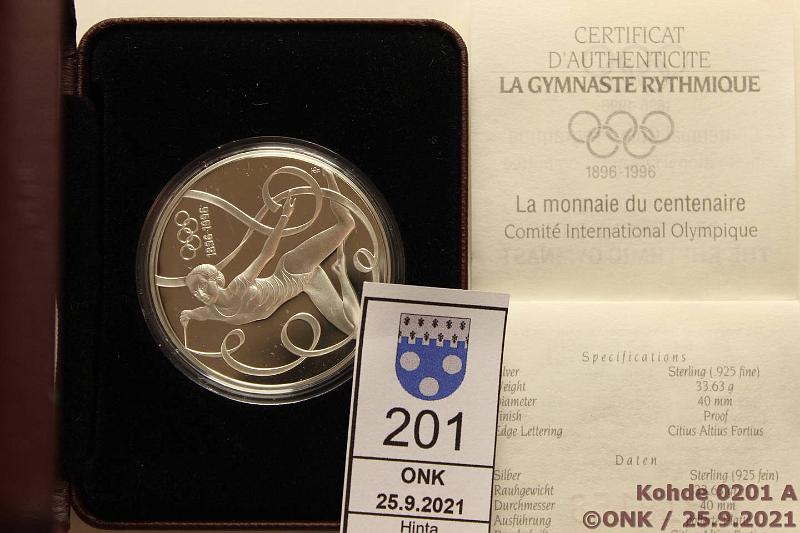 1896-1996
CERTIFICAT
D'AUTHENTICITE
LA GYMNASTE RYTHMIQUE
1896-1996
La monnaie du centenaire
Comité International Olympique
Specifications
Sterling (.925 fine)
33.63 g
Diameter 40 mm
Proof
Edge Lettering Citius Altius Fortius
Daten
Silber Sterling (925 fein)
Rauhgewicht
Durchmesser
Ausführung
201
ONK
25.9.2021
Hinta
Kohde 0201 A
©ONK / 25.9.2021